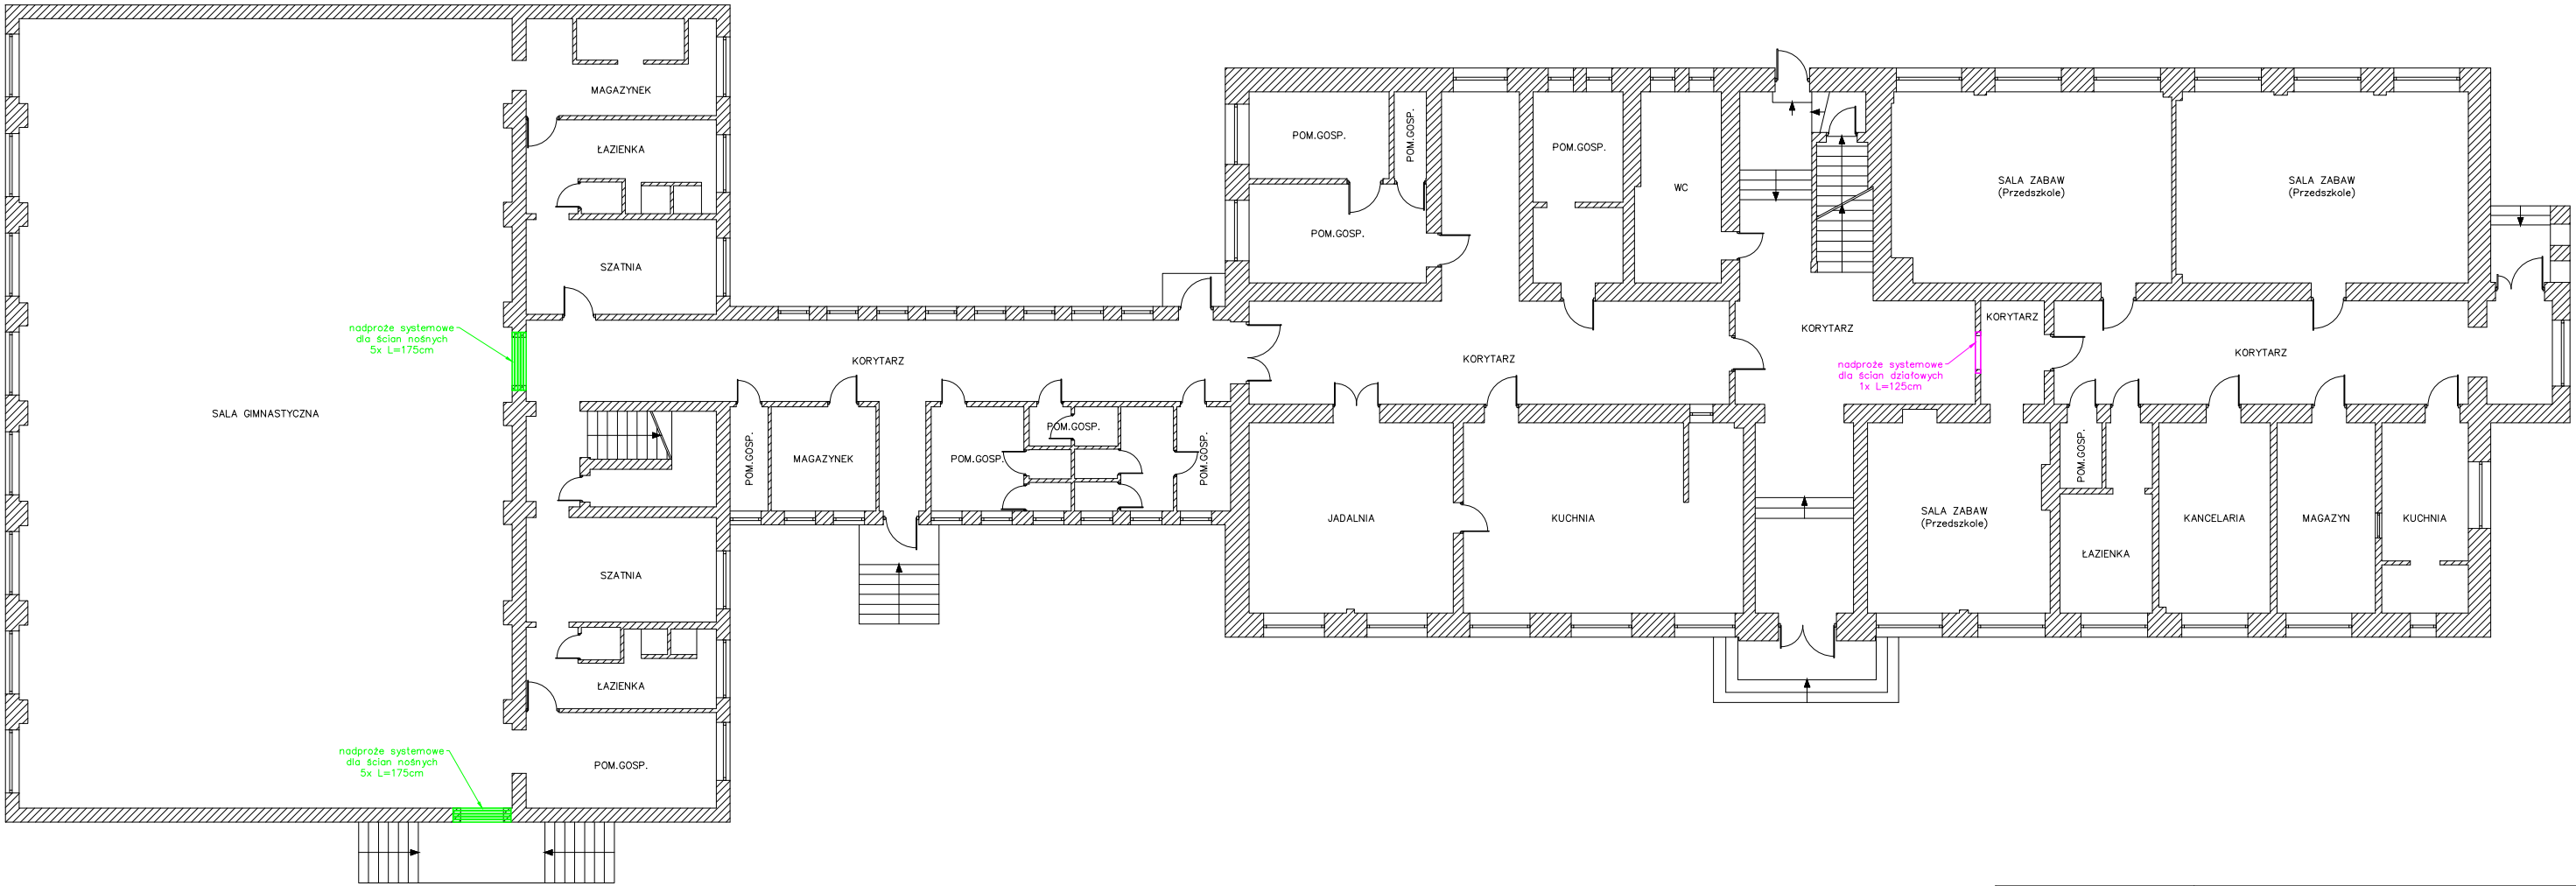 MAGAZYNEK
ŁAZIENKA
SZATNIA
nadproże systemowe
dla ścian nośnych
5x L=175cm
SALA GIMNASTYCZNA
KORYTARZ
POM.GOSP.
MAGAZYNEK
POM.GOSP.
POM.GOSP.
POM.GOSP.
SZATNIA
ŁAZIENKA
POM.GOSP.
nadproże systemowe
dla ścian nośnych
5x L=175cm
POM.GOSP.
POM.GOSP.
POM.GOSP.
POM.GOSP.
WC
SALA ZABAW
(Przedszkole)
SALA ZABAW
(Przedszkole)
KORYTARZ
KORYTARZ
KORYTARZ
KORYTARZ
nadproże systemowe
dla ścian działowych
1x L=125cm
JADALNIA
KUCHNIA
SALA ZABAW
(Przedszkole)
POM.GOSP.
ŁAZIENKA
KANCELARIA
MAGAZYN
KUCHNIA